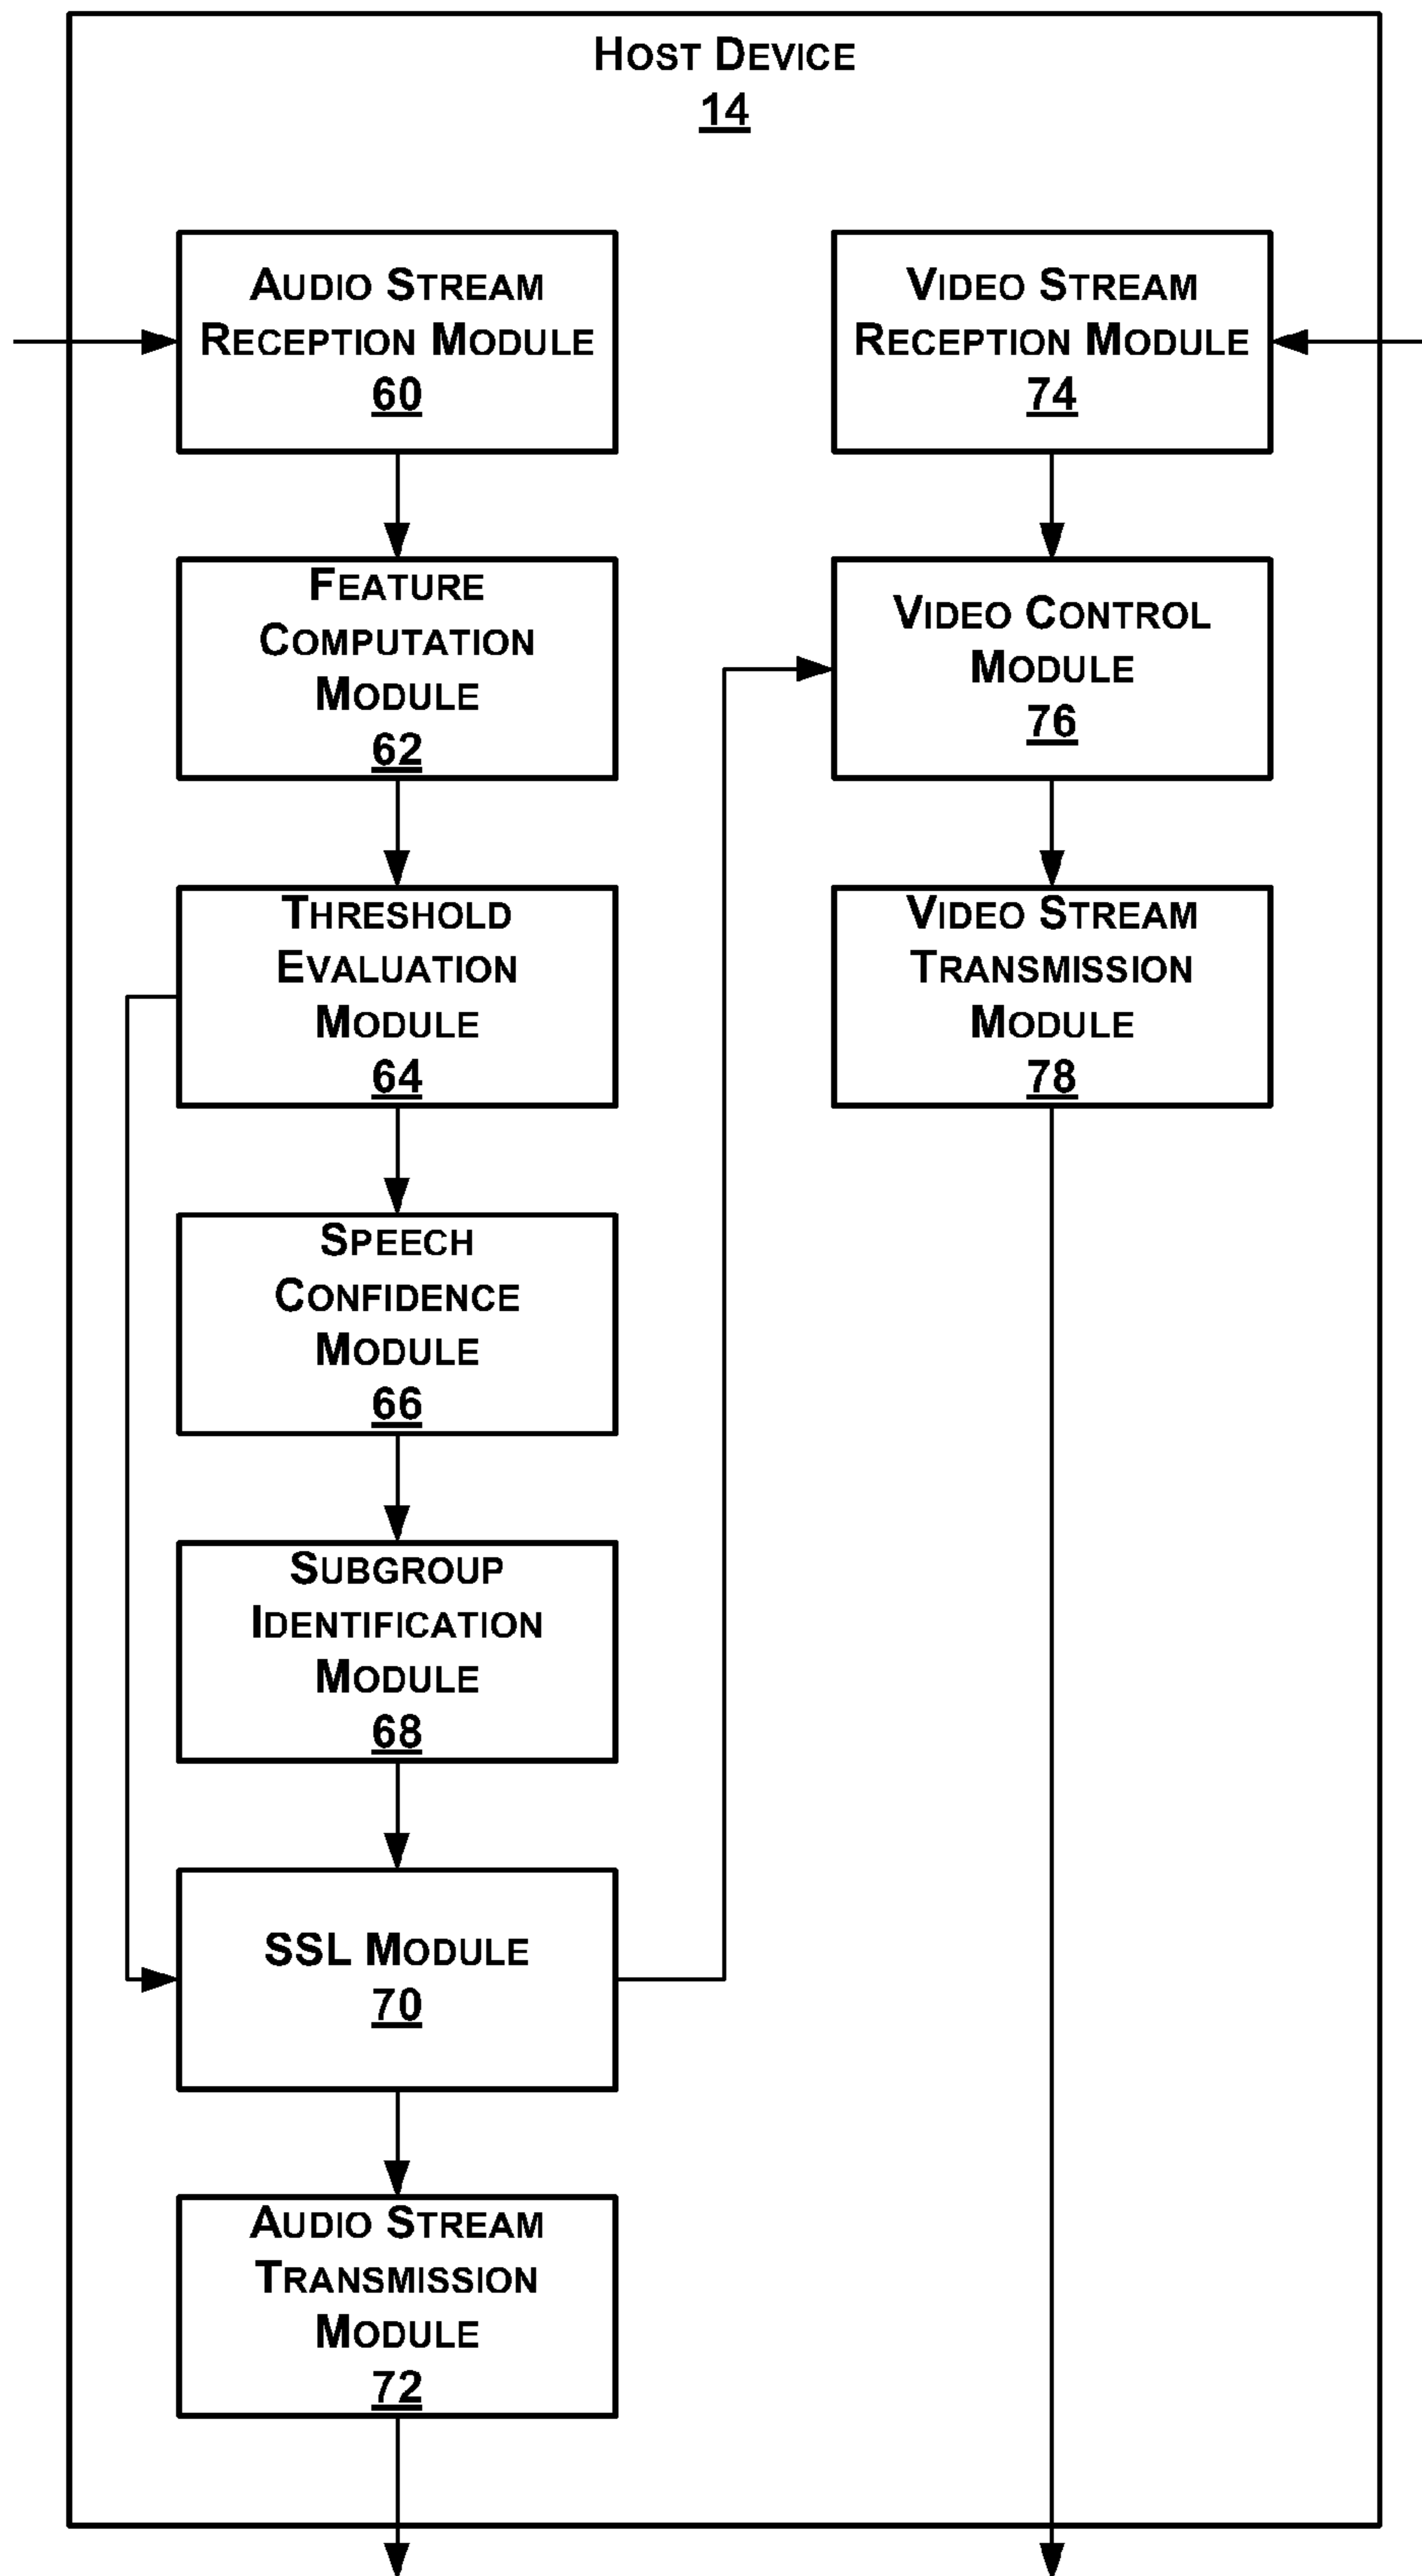 HOST DEVICE
14
AUDIO STREAM
RECEPTION MODULE
60
FEATURE
COMPUTATION
MODULE
62
THRESHOLD
EVALUATION
MODULE
64
SPEECH
CONFIDENCE
MODULE
66
SUBGROUP
IDENTIFICATION
MODULE
68
SSL MODULE
70
AUDIO STREAM
TRANSMISSION
MODULE
72
VIDEO STREAM
RECEPTION MODULE
74
VIDEO CONTROL
MODULE
76
VIDEO STREAM
TRANSMISSION
MODULE
78